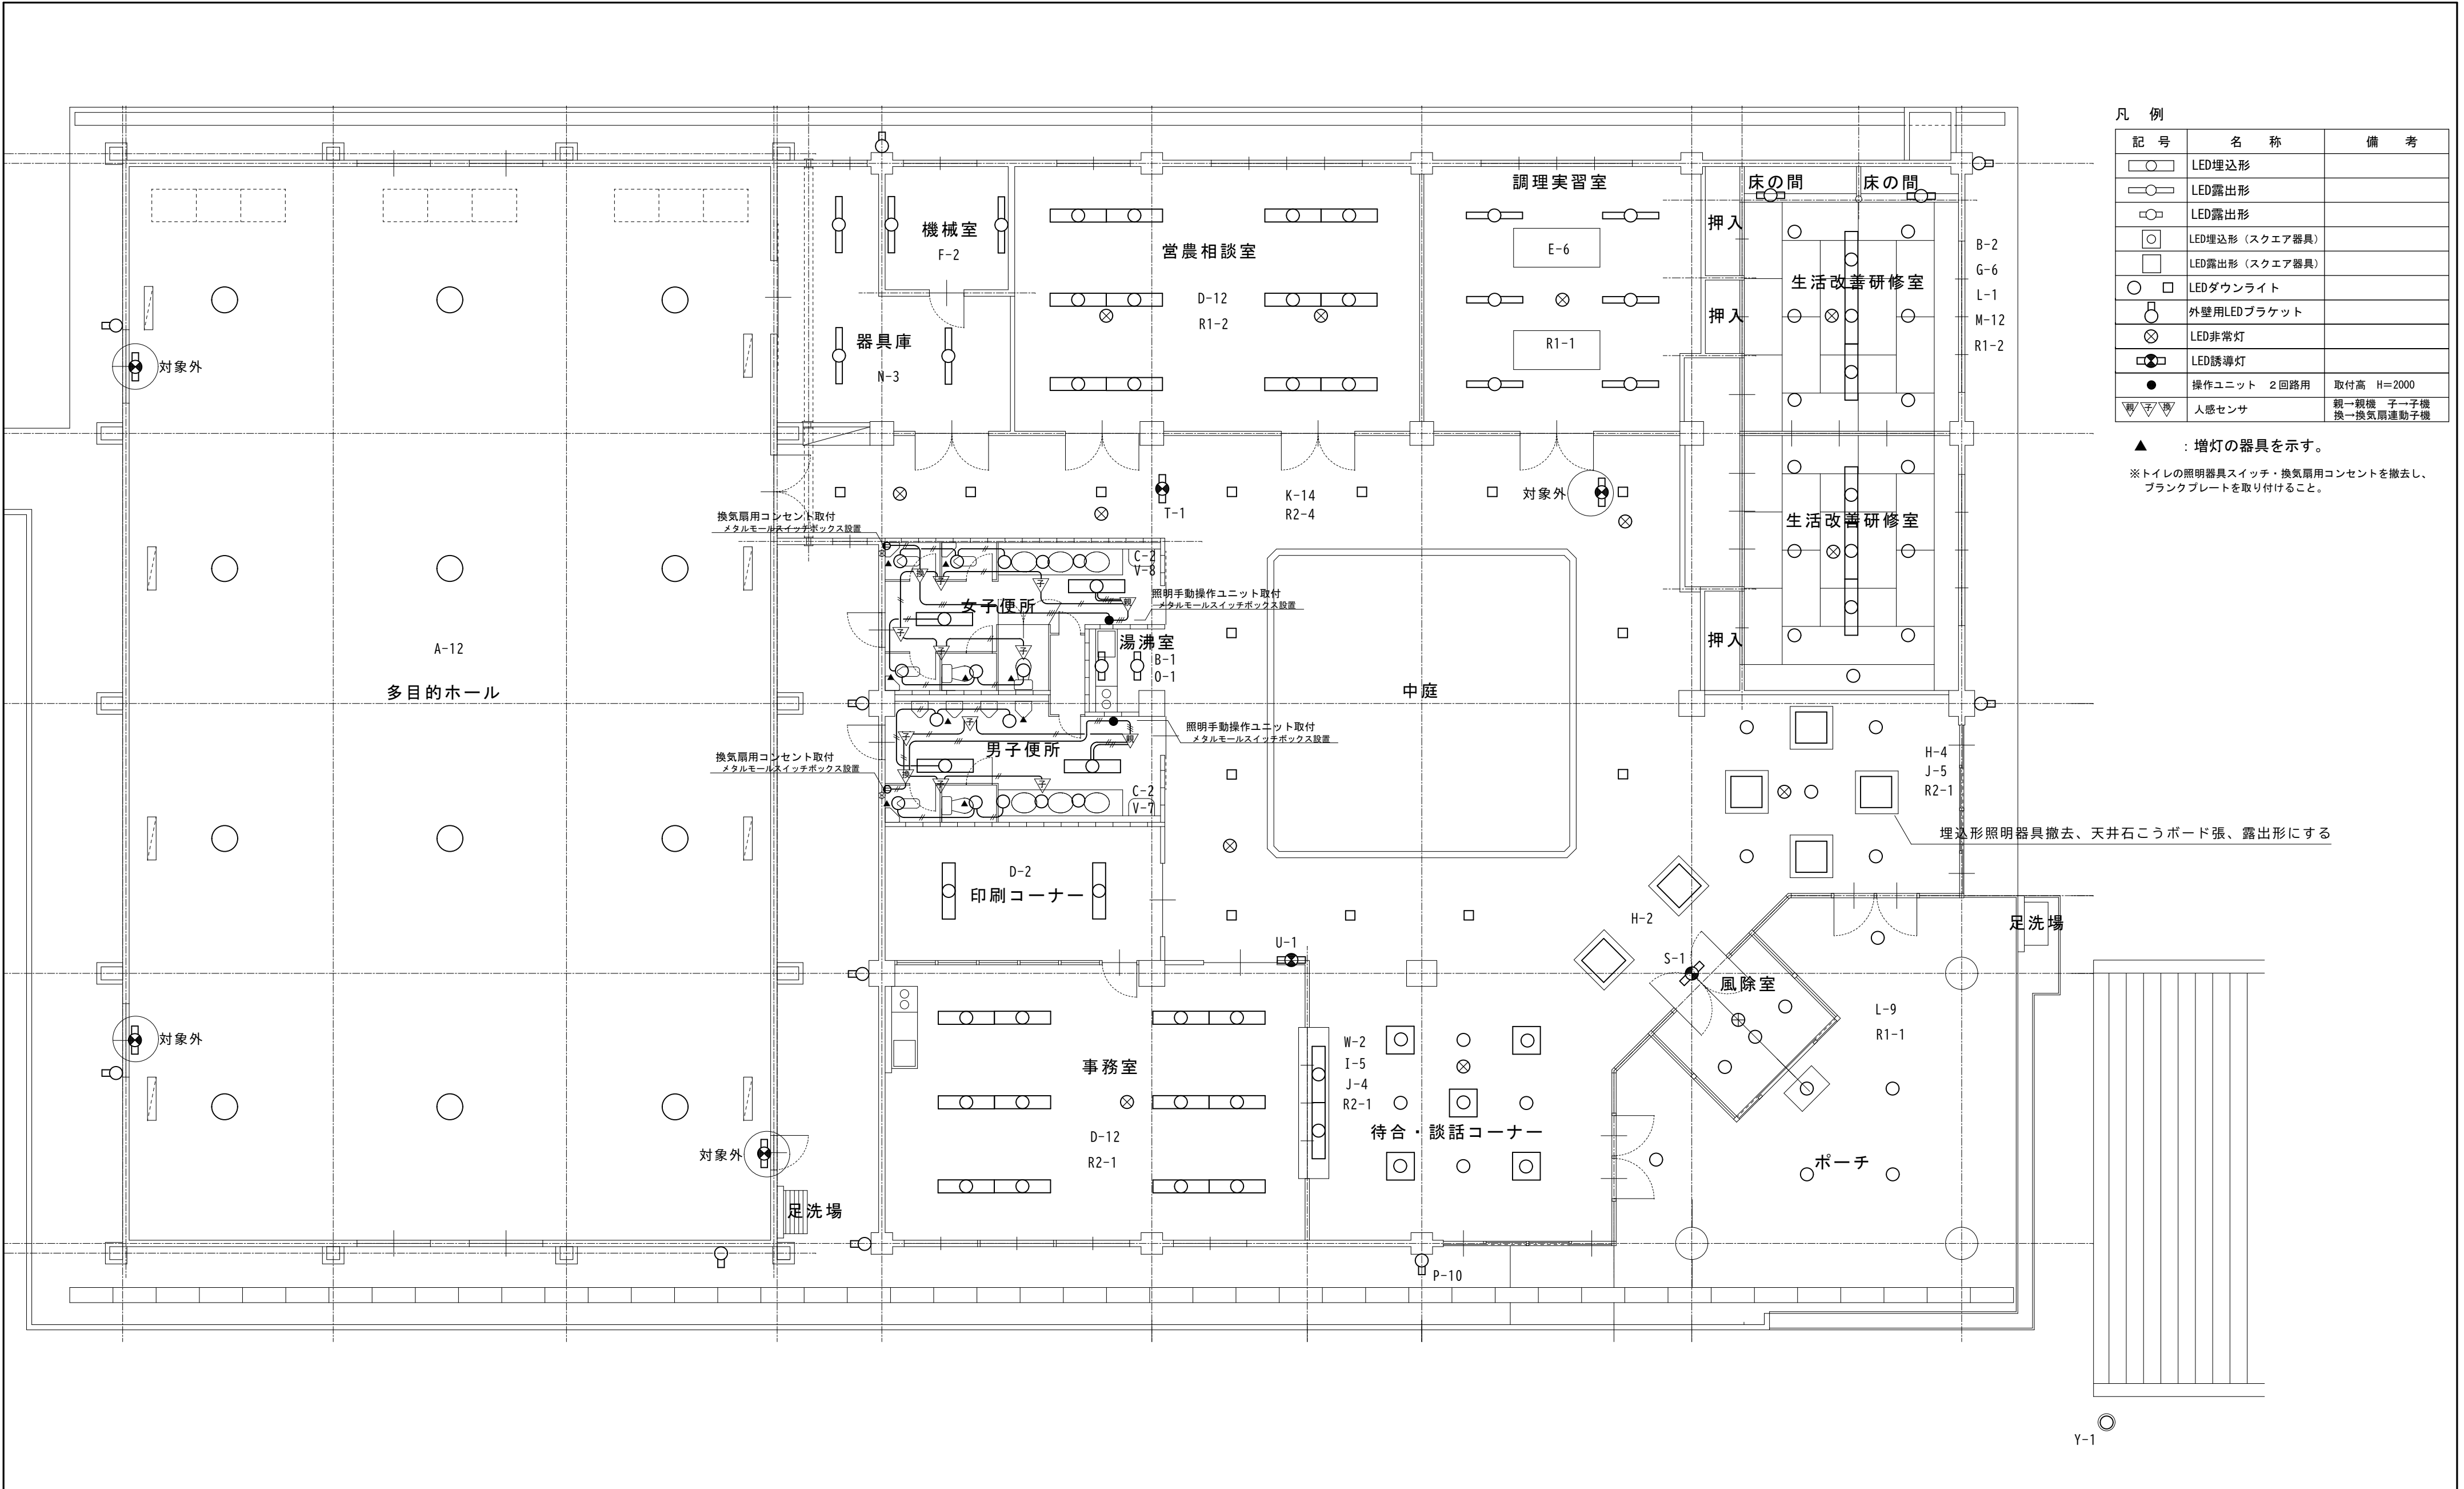 凡 例
記 号 名 称 備 考
LED埋込形
LED露出形
LED露出形
LED埋込形（スクエア器具）
LED露出形（スクエア器具）
LEDダウンライト
外壁用LEDブラケット
LED非常灯
LED誘導灯
操作ユニット 2回路用 取付高 H=2000
親 子 換 人感センサ 親→親機 子→子機
換→換気扇連動子機
▲ ：増灯の器具を示す。
※トイレの照明器具スイッチ・換気扇用コンセントを撤去し、
ブランクプレートを取り付けること。
調理実習室
床の間
床の間
押入
機械室
F-2
営農相談室
E-6
B-2
G-6
L-1
M-12
R1-2
生活改善研修室
D-12
R1-2
押入
器具庫
N-3
R1-1
対象外
K-14
R2-4
対象外
T-1
換気扇用コンセント取付
メタルモールスイッチボックス設置
生活改善研修室
C-2
V-8
換
子
子
親
女子便所
照明手動操作ユニット取付
メタルモールスイッチボックス設置
子
子
子
湯沸室
B-1
O-1
押入
A-12
多目的ホール
中庭
子
子
親
照明手動操作ユニット取付
メタルモールスイッチボックス設置
男子便所
換気扇用コンセント取付
メタルモールスイッチボックス設置
換
子
子
C-2
V-7
H-4
J-5
R2-1
埋込形照明器具撤去、天井石こうボード張、露出形にする
D-2
印刷コーナー
H-2
足洗場
U-1
S-1
風除室
L-9
R1-1
対象外
事務室
W-2
I-5
J-4
R2-1
待合・談話コーナー
D-12
R2-1
対象外
ポーチ
足洗場
P-10
Y-1